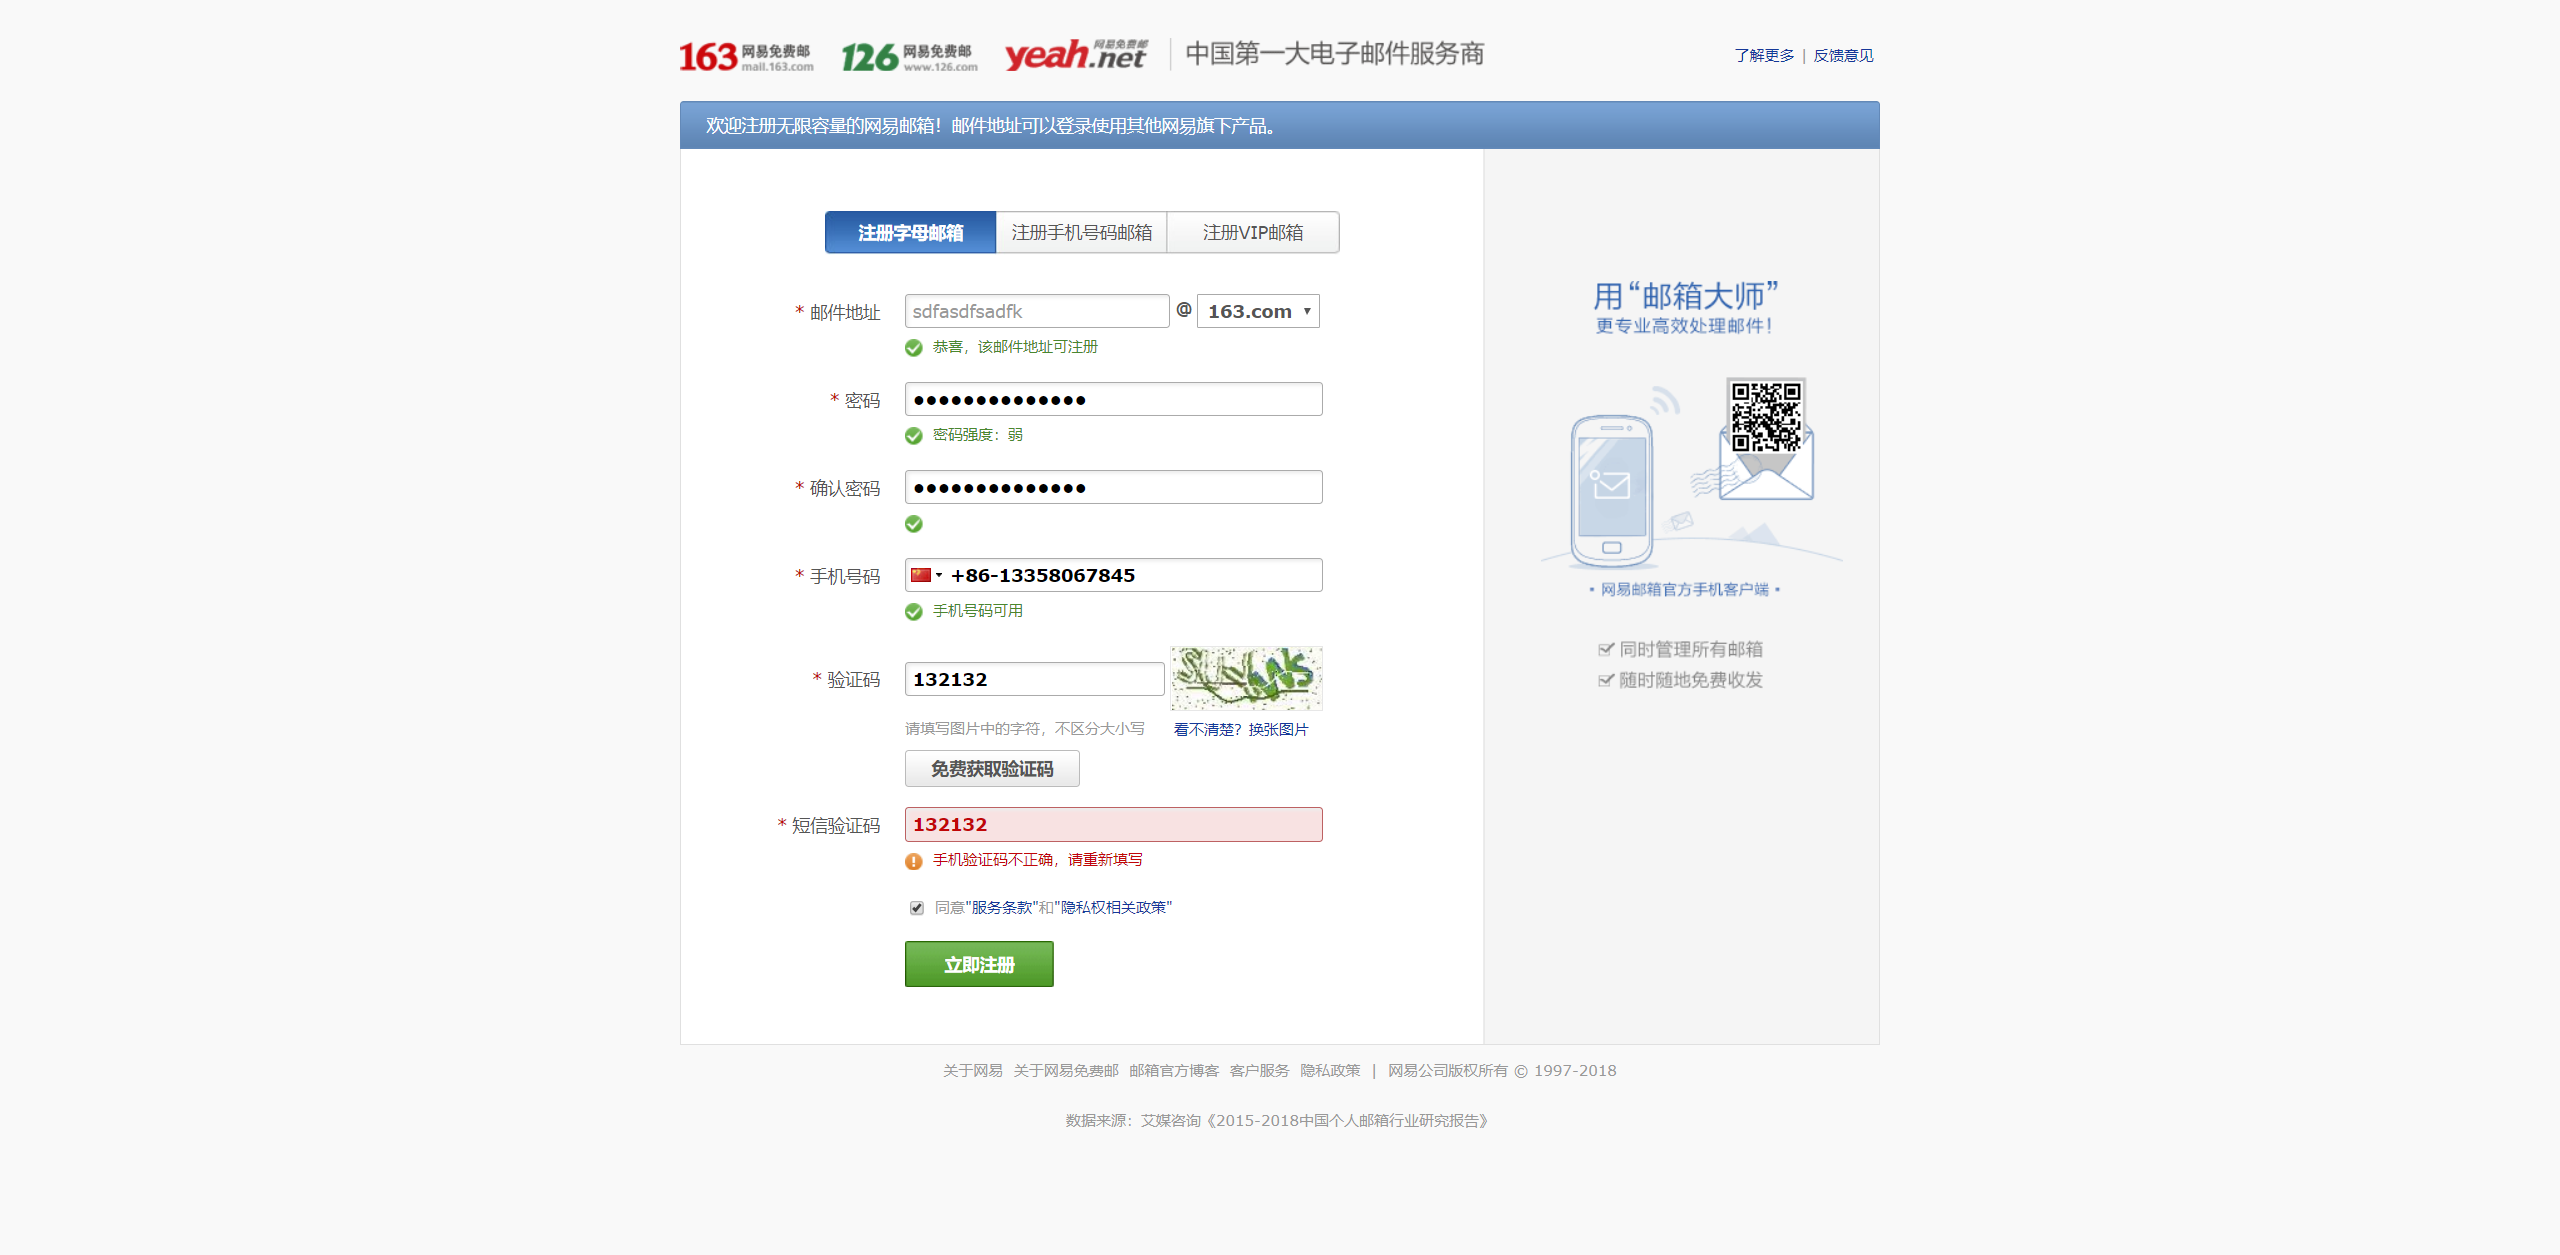 163 网易免费邮 mail.163.com 126 网易免费邮 www.126.com yeah.net 网易免费邮 中国第一大电子邮件服务商 了解更多 | 反馈意见
欢迎注册无限容量的网易邮箱！邮件地址可以登录使用其他网易旗下产品。
注册字母邮箱 注册手机号码邮箱 注册VIP邮箱
* 邮件地址 sdfasdfsadfk @ 163.com
恭喜，该邮件地址可注册
* 密码 ●●●●●●●●●●●●●●
密码强度：弱
* 确认密码 ●●●●●●●●●●●●●●
* 手机号码 +86-13358067845
手机号码可用
* 验证码 132132
请填写图片中的字符，不区分大小写 看不清楚？换张图片
免费获取验证码
* 短信验证码 132132
手机验证码不正确，请重新填写
同意"服务条款"和"隐私权相关政策"
立即注册
用“邮箱大师”
更专业高效处理邮件！
• 网易邮箱官方手机客户端 •
同时管理所有邮箱
随时随地免费收发
关于网易 关于网易免费邮 邮箱官方博客 客户服务 隐私政策 | 网易公司版权所有 © 1997-2018
数据来源：艾媒咨询《2015-2018中国个人邮箱行业研究报告》